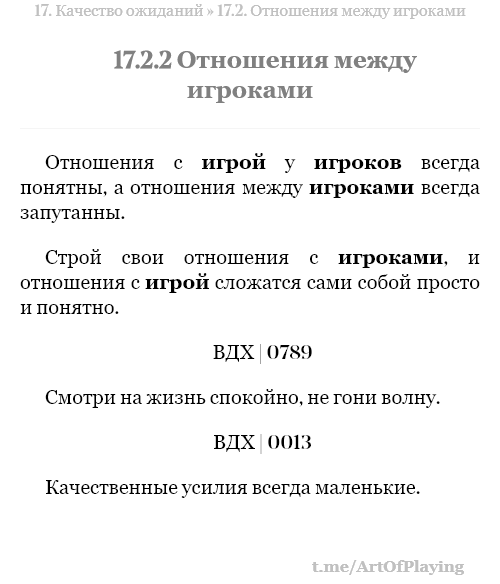 17. Качество ожиданий » 17.2. Отношения между игроками
17.2.2 Отношения между
игроками
Отношения с игрой у игроков всегда
понятны, а отношения между игроками всегда
запутанны.
Строй свои отношения с игроками, и
отношения с игрой сложатся сами собой просто
и понятно.
ВДХ | 0789
Смотри на жизнь спокойно, не гони волну.
ВДХ | 0013
Качественные усилия всегда маленькие.
t.me/ArtOfPlaying